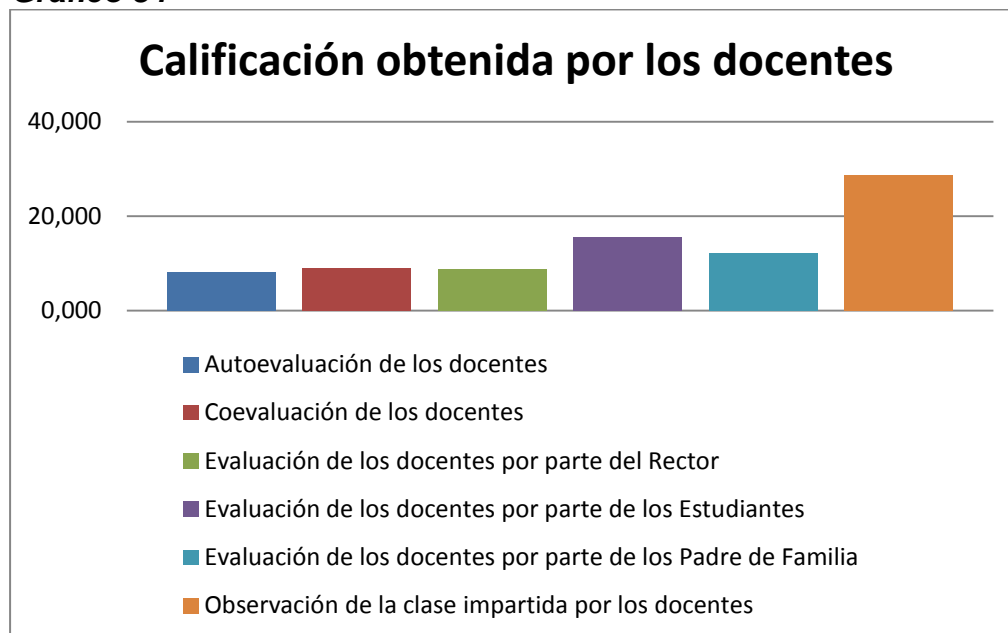 Calificación obtenida por los docentes
40,000
20,000
0,000
Autoevaluación de los docentes
Coevaluación de los docentes
Evaluación de los docentes por parte del Rector
Evaluación de los docentes por parte de los Estudiantes
Evaluación de los docentes por parte de los Padre de Familia
Observación de la clase impartida por los docentes